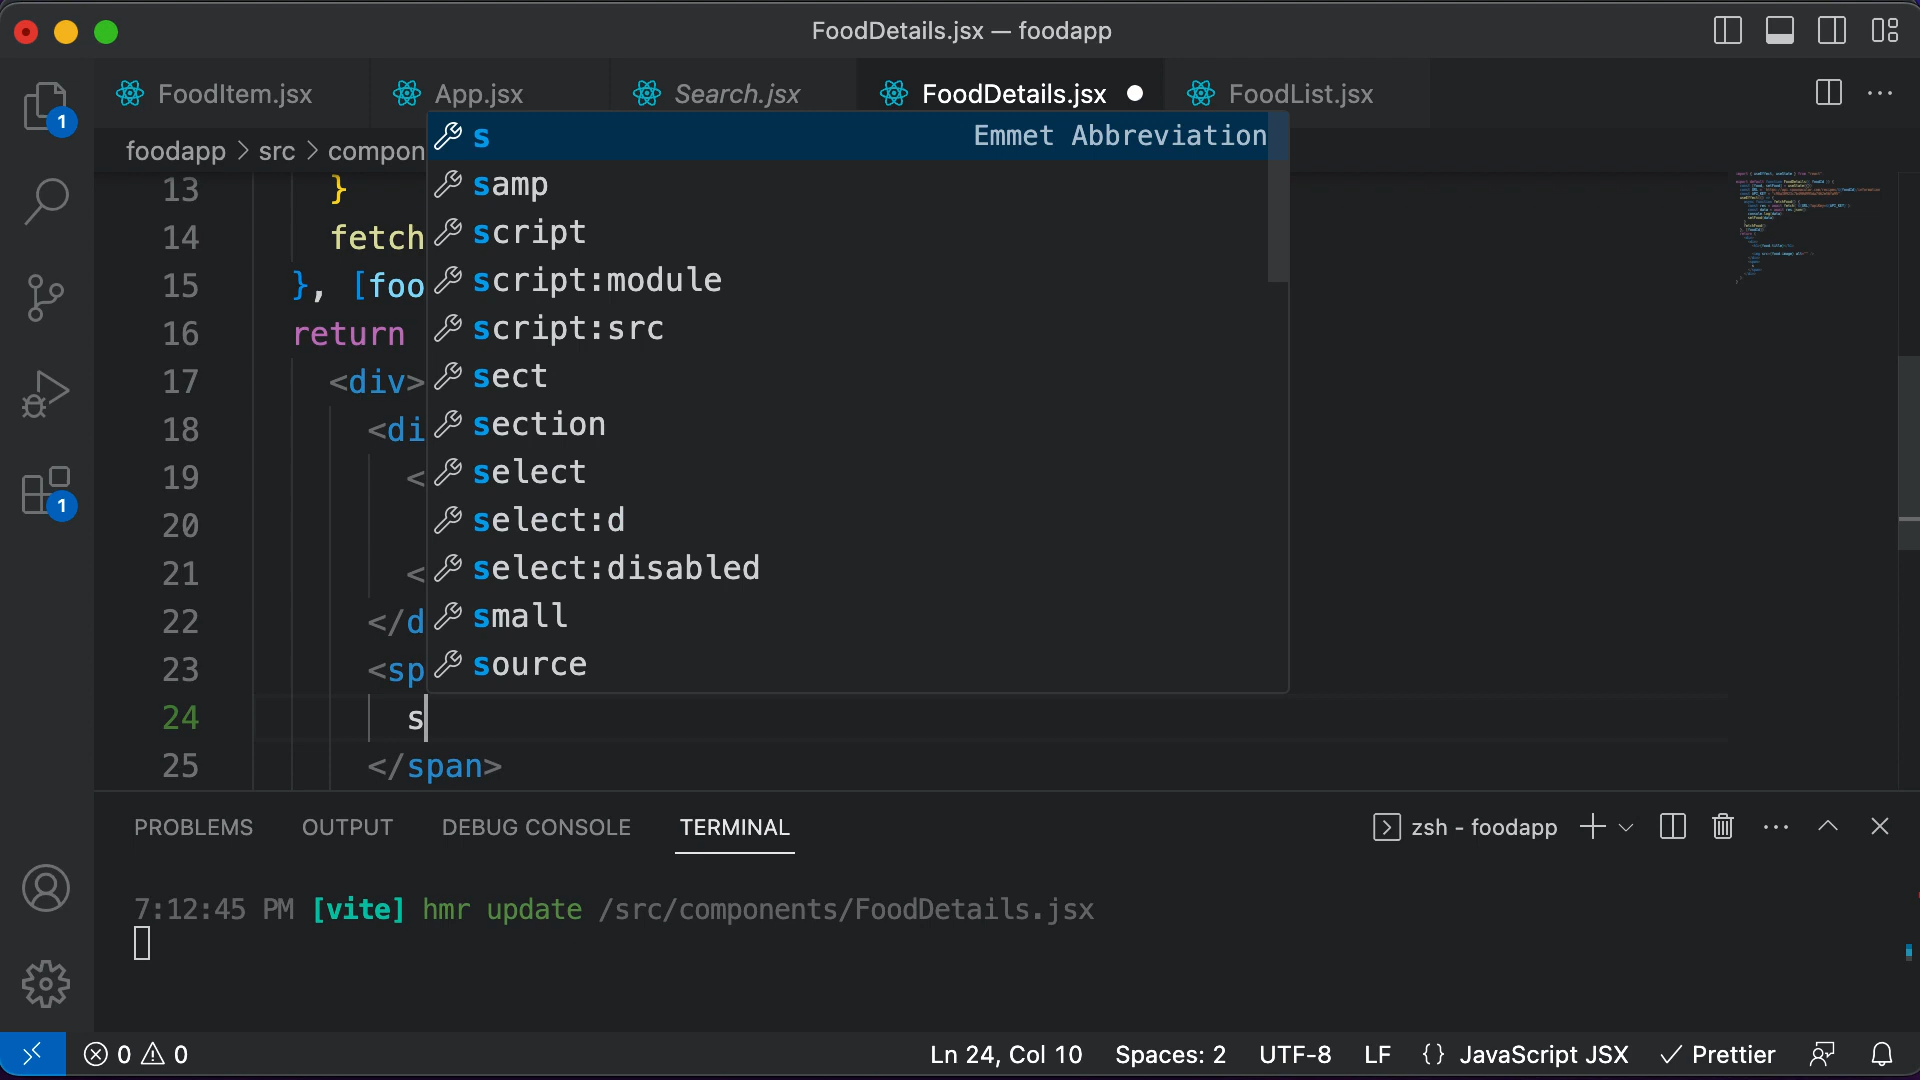 FoodDetails.jsx — foodapp
FoodItem.jsx
App.jsx
Search.jsx
FoodDetails.jsx
FoodList.jsx
1
foodapp > src > compon
s Emmet Abbreviation
samp
script
script:module
script:src
sect
section
select
select:d
select:disabled
small
source
13 }
14 fetch
15 }, [foo
16 return
17 <div>
18 <di
19 <
20
21 <
22 </d
23 <sp
24 s
25 </span>
1
PROBLEMS OUTPUT DEBUG CONSOLE TERMINAL
zsh - foodapp
7:12:45 PM [vite] hmr update /src/components/FoodDetails.jsx
0 0
Ln 24, Col 10 Spaces: 2 UTF-8 LF {} JavaScript JSX Prettier